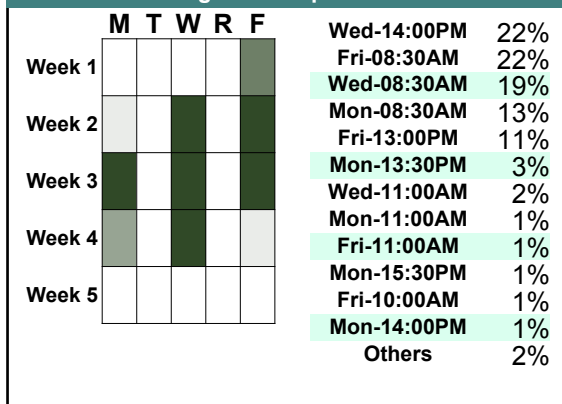 M T W R F
Week 1
Week 2
Week 3
Week 4
Week 5
Wed-14:00PM 22%
Fri-08:30AM 22%
Wed-08:30AM 19%
Mon-08:30AM 13%
Fri-13:00PM 11%
Mon-13:30PM 3%
Wed-11:00AM 2%
Mon-11:00AM 1%
Fri-11:00AM 1%
Mon-15:30PM 1%
Fri-10:00AM 1%
Mon-14:00PM 1%
Others 2%